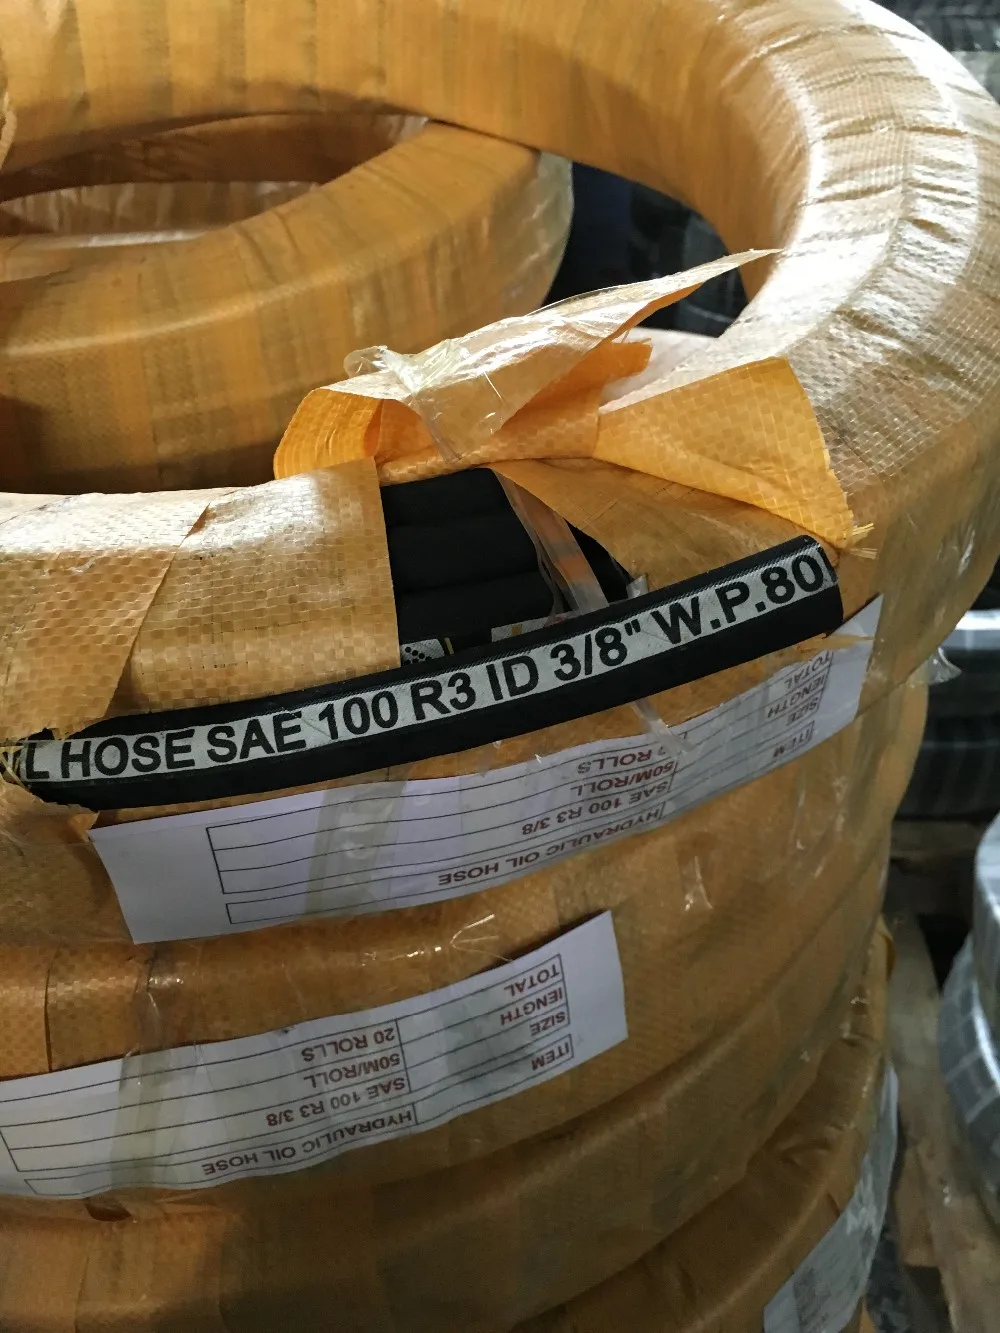 L HOSE SAE 100 R3 ID 3/8" W.P.80
ITEM HYDRAULIC OIL HOSE
SIZE SAE 100 R3 3/8
lENGTH 50M/ROLL
TOTAL 20 ROLLS
ITEM HYDRAULIC OIL HOSE
SIZE SAE 100 R3 3/8
lENGTH 50M/ROLL
TOTAL 20 ROLLS